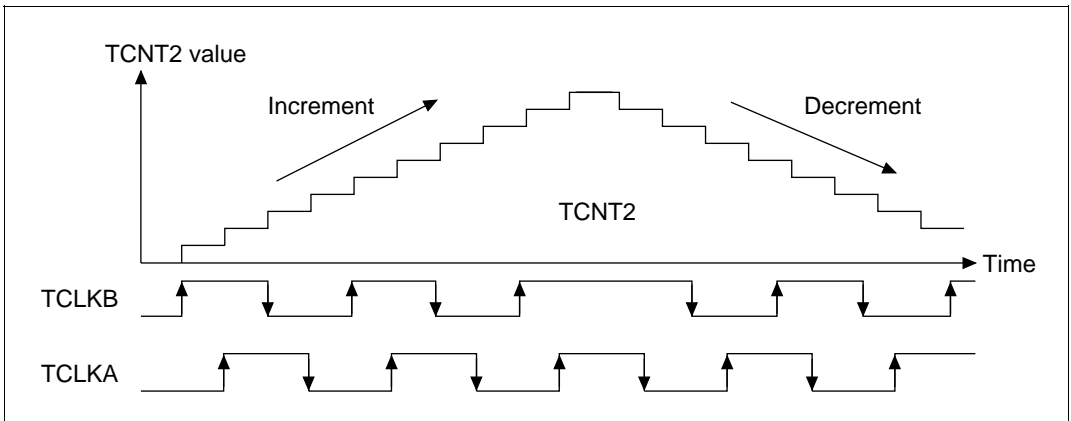 TCNT2 value
Increment
Decrement
TCNT2
Time
TCLKB
TCLKA